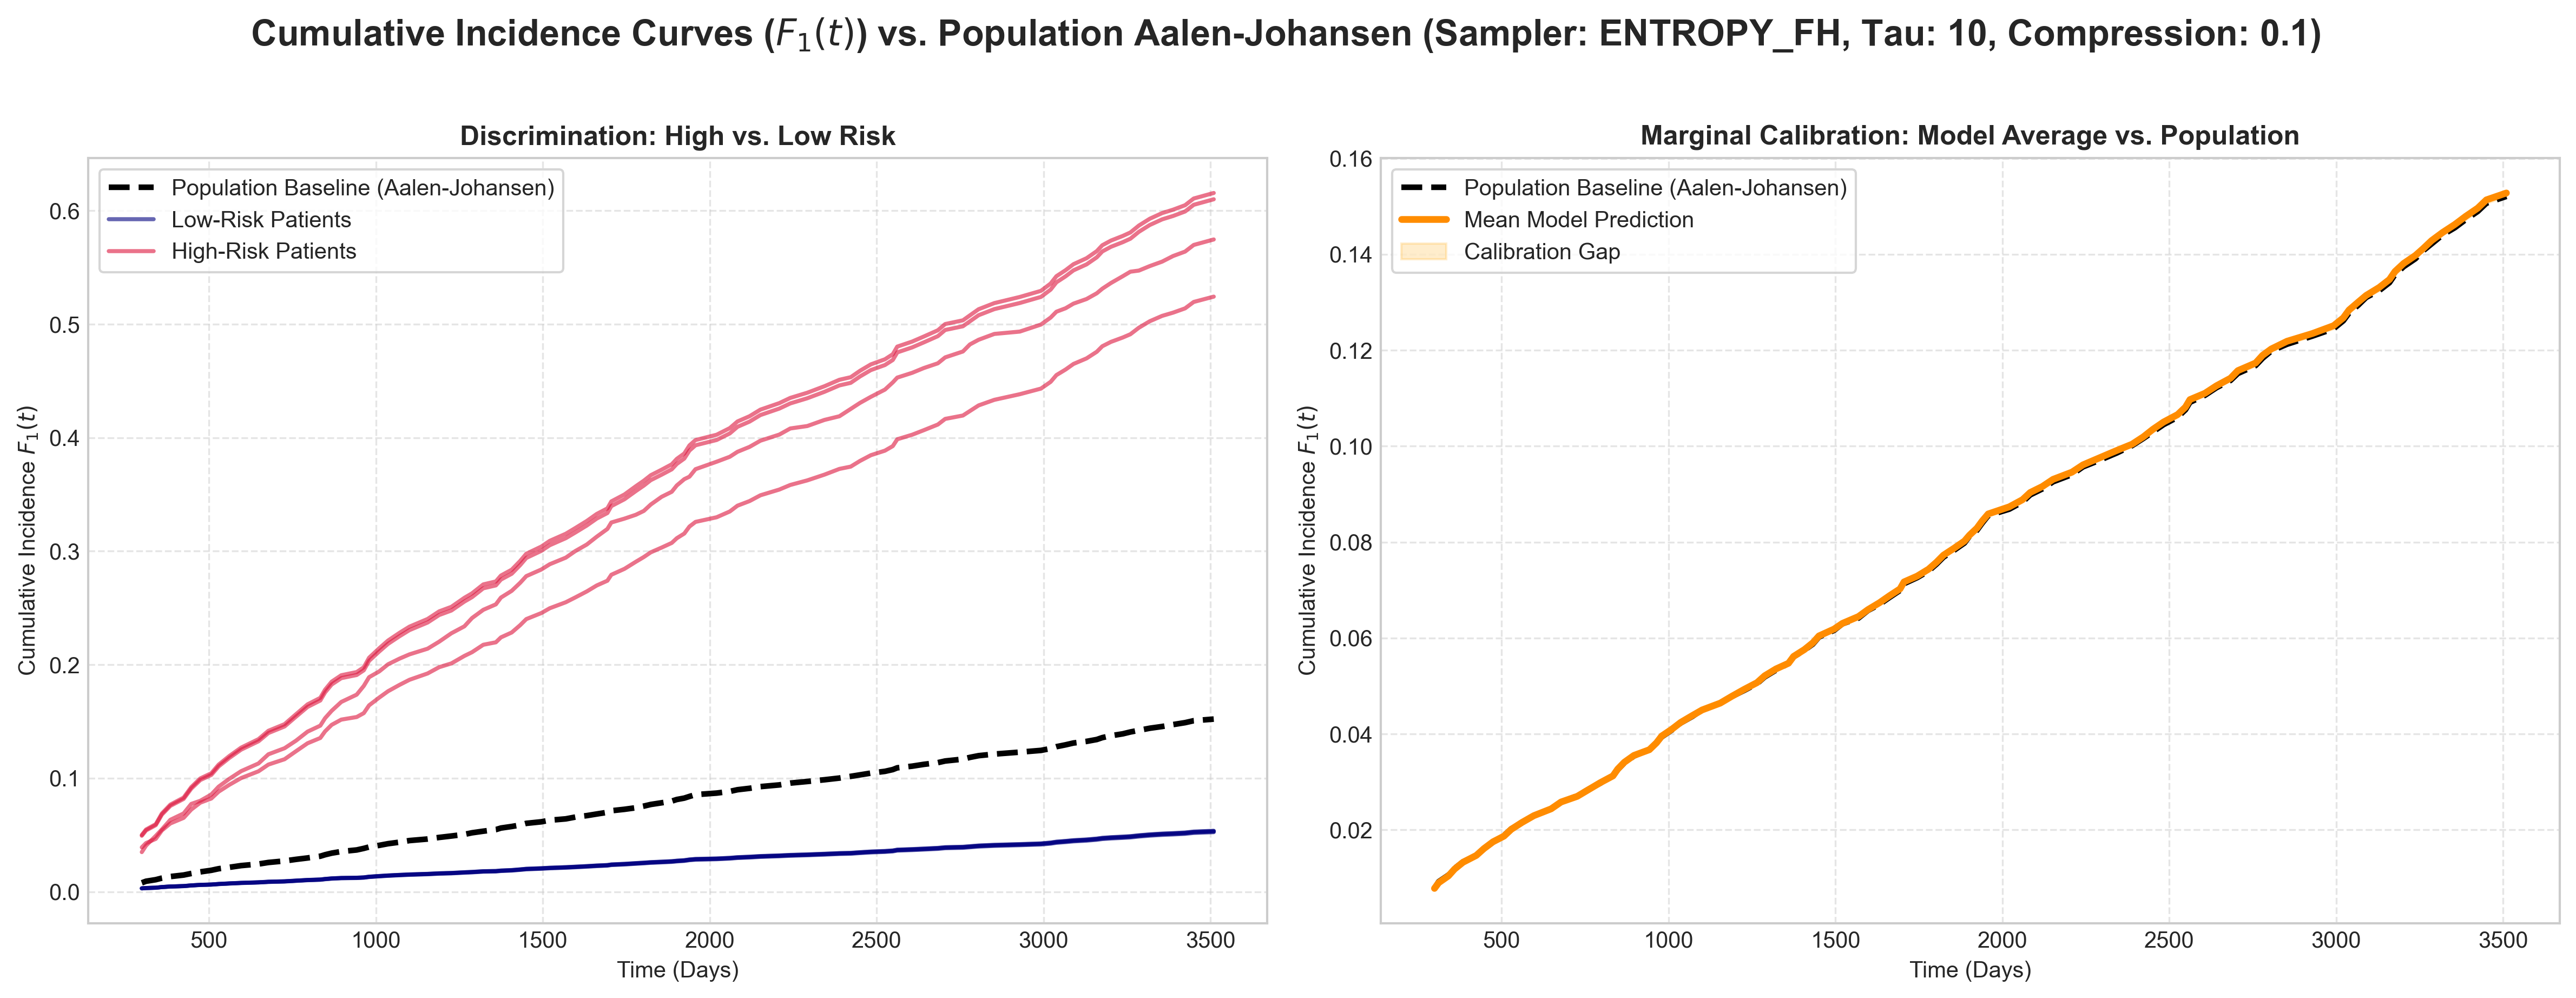 Cumulative Incidence Curves (F₁(t)) vs. Population Aalen-Johansen (Sampler: ENTROPY_FH, Tau: 10, Compression: 0.1)
Discrimination: High vs. Low Risk
Population Baseline (Aalen-Johansen)
Low-Risk Patients
High-Risk Patients
Cumulative Incidence F₁(t)
0.6
0.5
0.4
0.3
0.2
0.1
0.0
500 1000 1500 2000 2500 3000 3500
Time (Days)
Marginal Calibration: Model Average vs. Population
Population Baseline (Aalen-Johansen)
Mean Model Prediction
Calibration Gap
Cumulative Incidence F₁(t)
0.16
0.14
0.12
0.10
0.08
0.06
0.04
0.02
500 1000 1500 2000 2500 3000 3500
Time (Days)